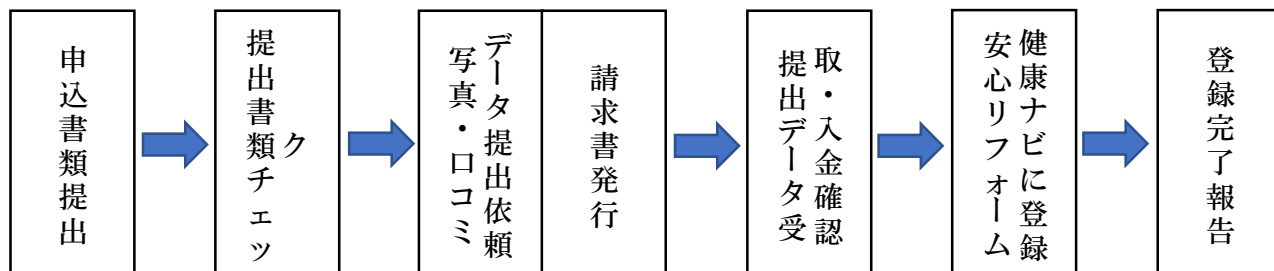 申込書類提出
提出書類チェッ
ク
写真・口コミ
データ提出依頼
請求書発行
提出データ受
取・入金確認
安心リフォーム
健康ナビに登録
登録完了報告